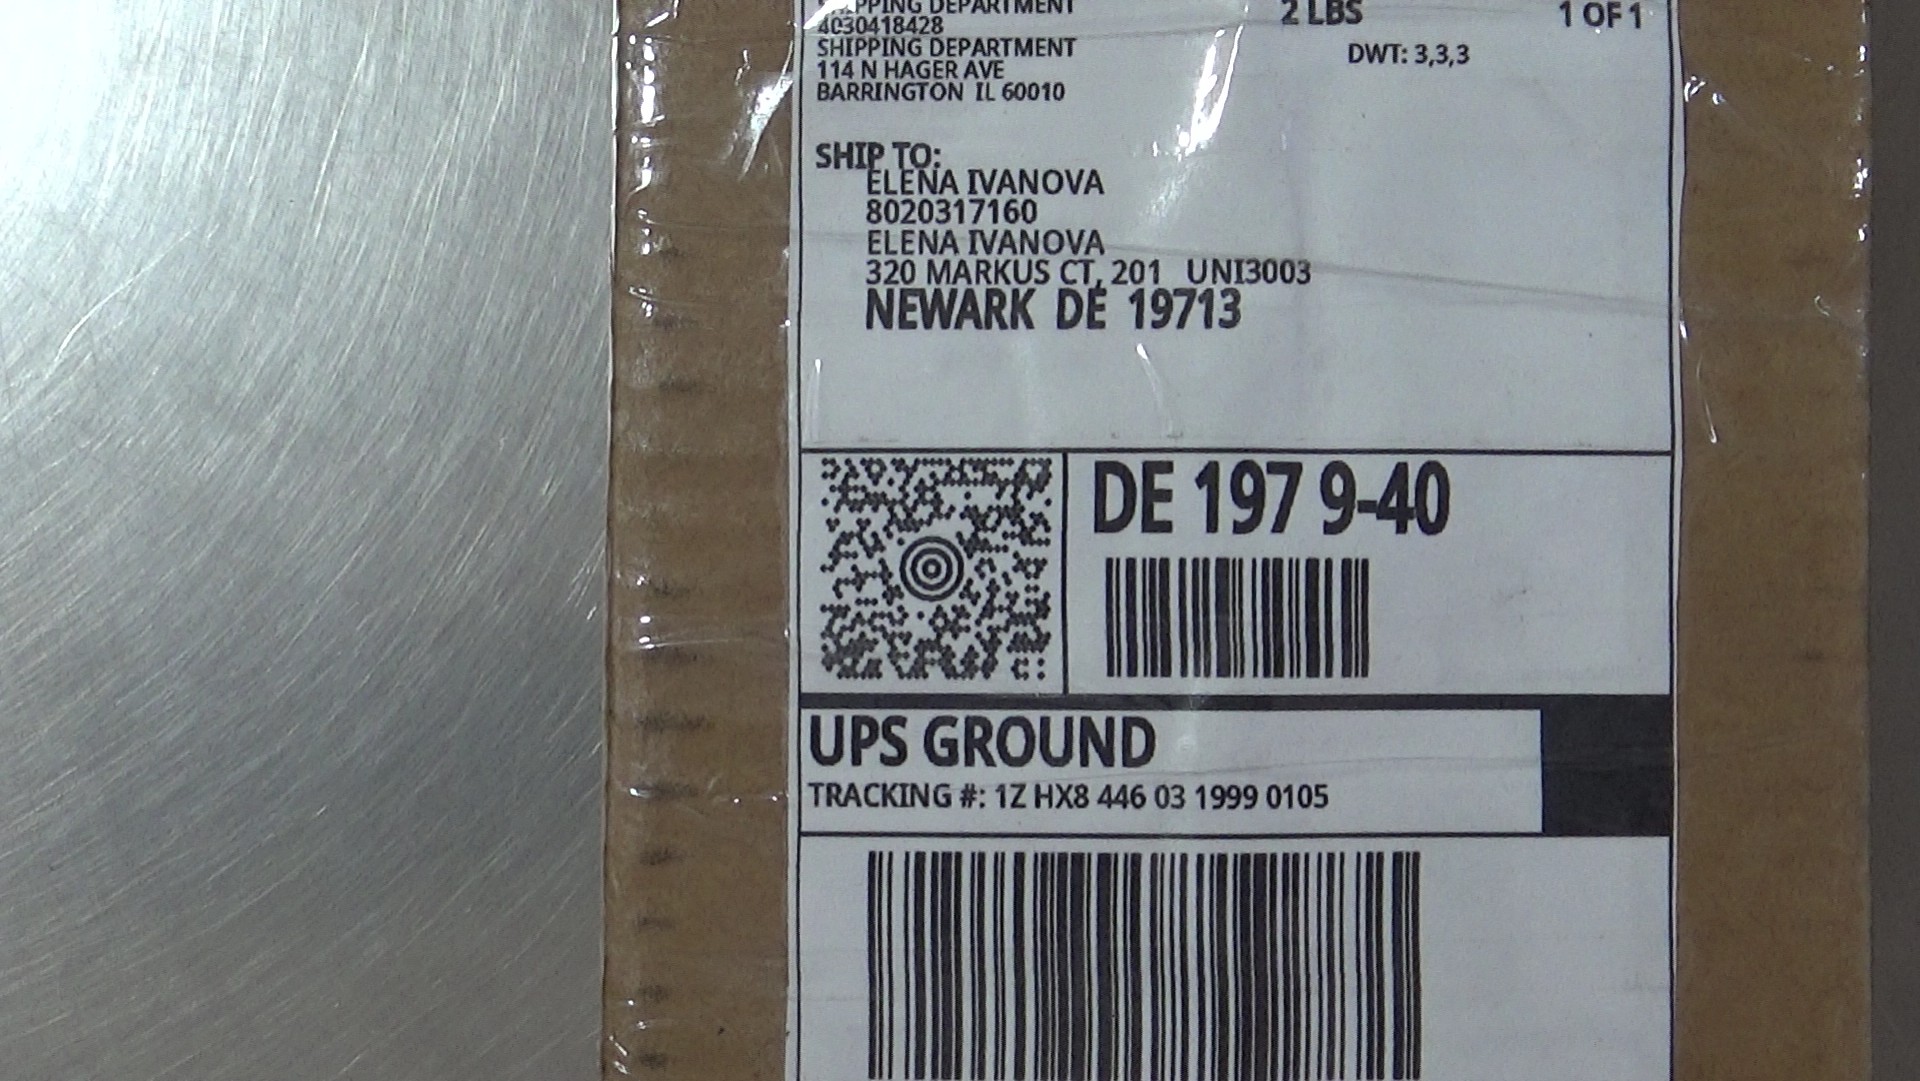 SHIPPING DEPARTMENT
4030418428
SHIPPING DEPARTMENT
114 N HAGER AVE
BARRINGTON IL 60010
2 LBS
1 OF 1
DWT: 3,3,3
SHIP TO:
ELENA IVANOVA
8020317160
ELENA IVANOVA
320 MARKUS CT, 201 UNI3003
NEWARK DE 19713
DE 197 9-40
UPS GROUND
TRACKING #: 1Z HX8 446 03 1999 0105